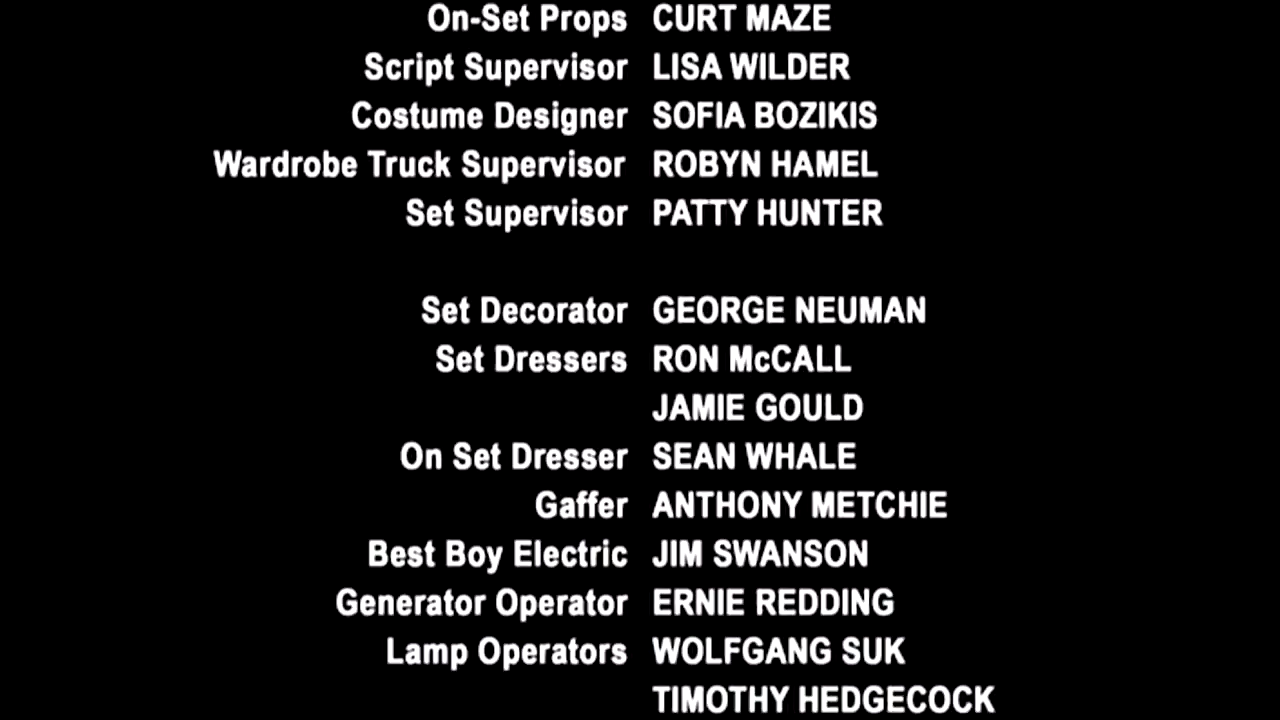 On-Set Props CURT MAZE
Script Supervisor LISA WILDER
Costume Designer SOFIA BOZIKIS
Wardrobe Truck Supervisor ROBYN HAMEL
Set Supervisor PATTY HUNTER
Set Decorator GEORGE NEUMAN
Set Dressers RON McCALL
JAMIE GOULD
On Set Dresser SEAN WHALE
Gaffer ANTHONY METCHIE
Best Boy Electric JIM SWANSON
Generator Operator ERNIE REDDING
Lamp Operators WOLFGANG SUK
TIMOTHY HEDGECOCK